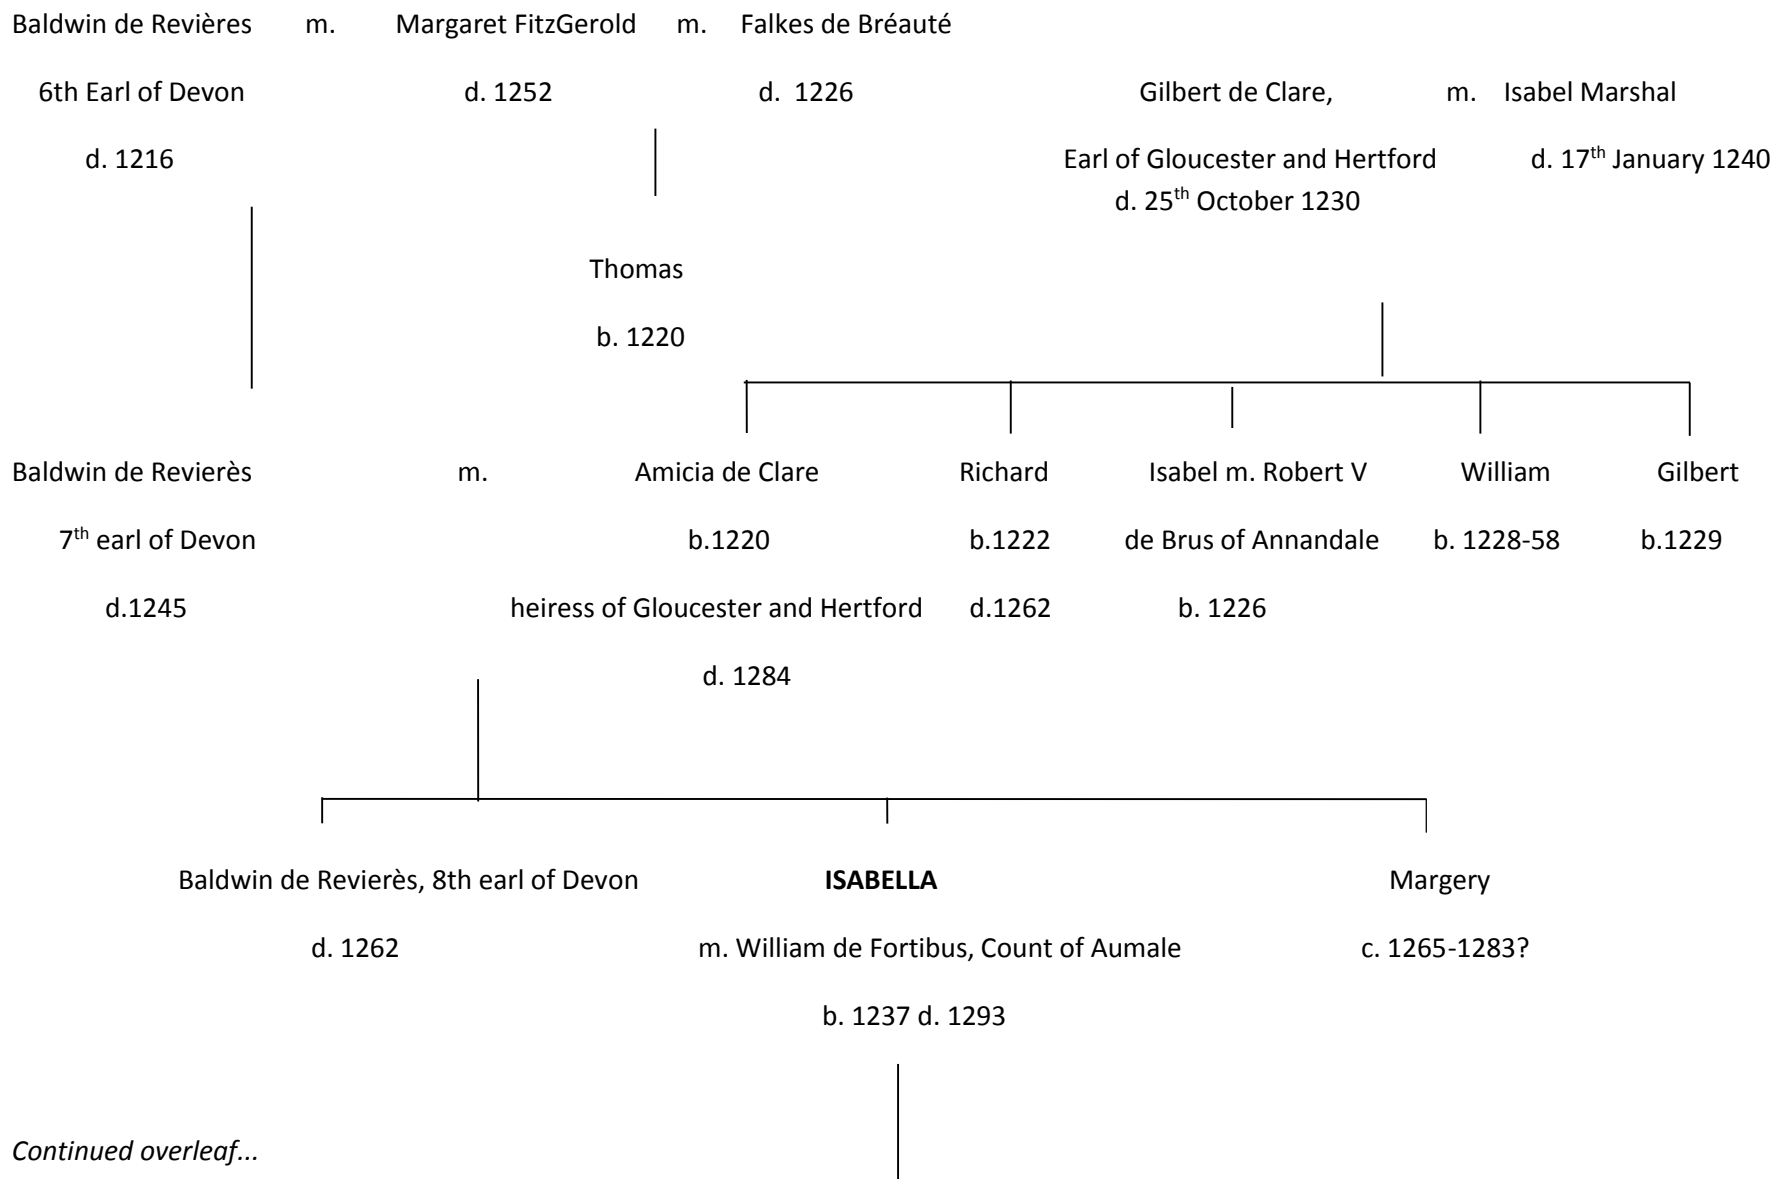 Baldwin de Revières m. Margaret FitzGerold m. Falkes de Bréauté
6th Earl of Devon d. 1252 d. 1226 Gilbert de Clare, m. Isabel Marshal
d. 1216 Earl of Gloucester and Hertford d. 17th January 1240
d. 25th October 1230
Thomas
b. 1220
Baldwin de Revierès m. Amicia de Clare Richard Isabel m. Robert V William Gilbert
7th earl of Devon b.1220 b.1222 de Brus of Annandale b. 1228-58 b.1229
d.1245 heiress of Gloucester and Hertford d.1262 b. 1226
d. 1284
Baldwin de Revierès, 8th earl of Devon ISABELLA Margery
d. 1262 m. William de Fortibus, Count of Aumale c. 1265-1283?
b. 1237 d. 1293
Continued overleaf...